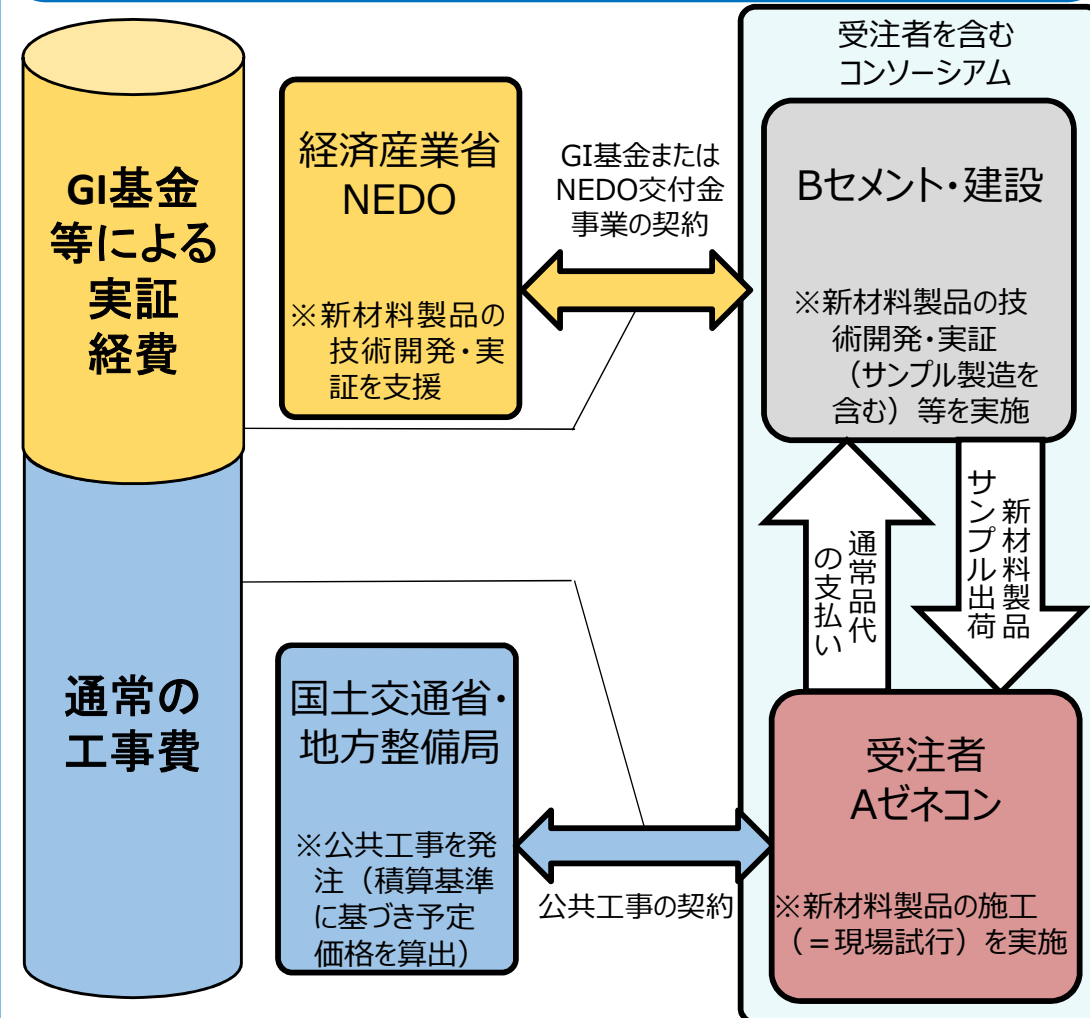 GI基金
等による
実証
経費
通常の
工事費
経済産業省
NEDO
※新材料製品の
技術開発・実
証を支援
GI基金または
NEDO交付金
事業の契約
国土交通省・
地方整備局
※公共工事を発
注（積算基準
に基づき予定
価格を算出）
公共工事の契約
受注者を含む
コンソーシアム
Bセメント・建設
※新材料製品の技
術開発・実証
（サンプル製造を
含む）等を実施
通常品代
の支払い
新材料製品
サンプル出荷
受注者
Aゼネコン
※新材料製品の施工
（＝現場試行）を実施